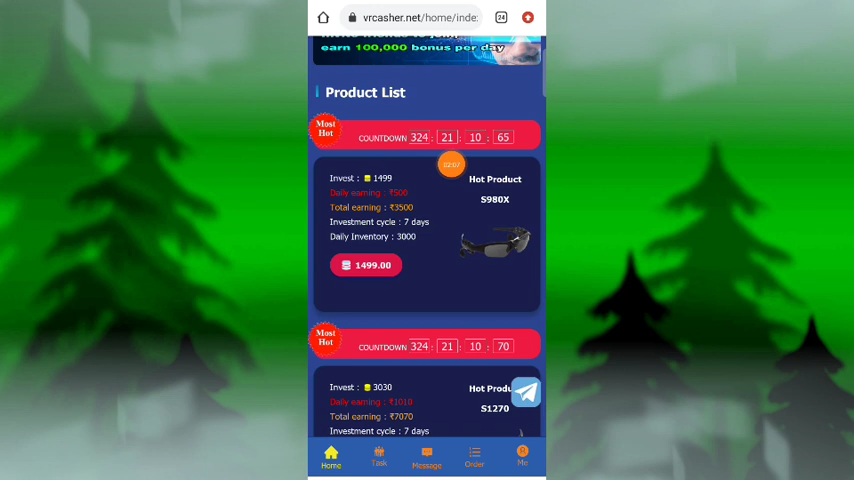 vrcasher.net/home/index
24
earn 100,000 bonus per day
Product List
Most Hot
COUNTDOWN 324 : 21 : 10 : 65
02:07
Invest : 1499
Daily earning : ₹500
Total earning : ₹3500
Investment cycle : 7 days
Daily Inventory : 3000
1499.00
Hot Product
S980X
Most Hot
COUNTDOWN 324 : 21 : 10 : 70
Invest : 3030
Daily earning : ₹1010
Total earning : ₹7070
Investment cycle : 7 days
Hot Produ
S1270
Home
Task
Message
Order
Me